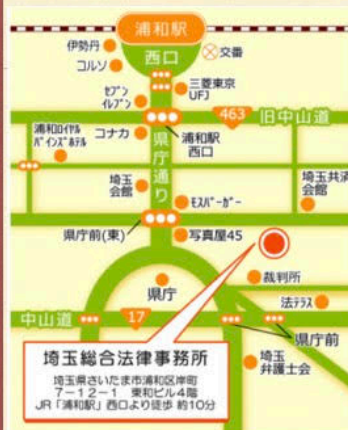 浦和駅
伊勢丹
コルソ
西口
交番
三菱東京
UFJ
セブン
イレブン
463
旧中山道
浦和ロイヤル
パインズホテル
コナカ
浦和駅
西口
県庁通り
埼玉
会館
モスバーガー
埼玉共済
会館
県庁前(東)
写真屋45
県庁
裁判所
法テラス
中山道
17
県庁前
埼玉
弁護士会
埼玉総合法律事務所
埼玉県さいたま市浦和区岸町
7-12-1 東和ビル4階
JR「浦和駅」西口より徒歩 約10分